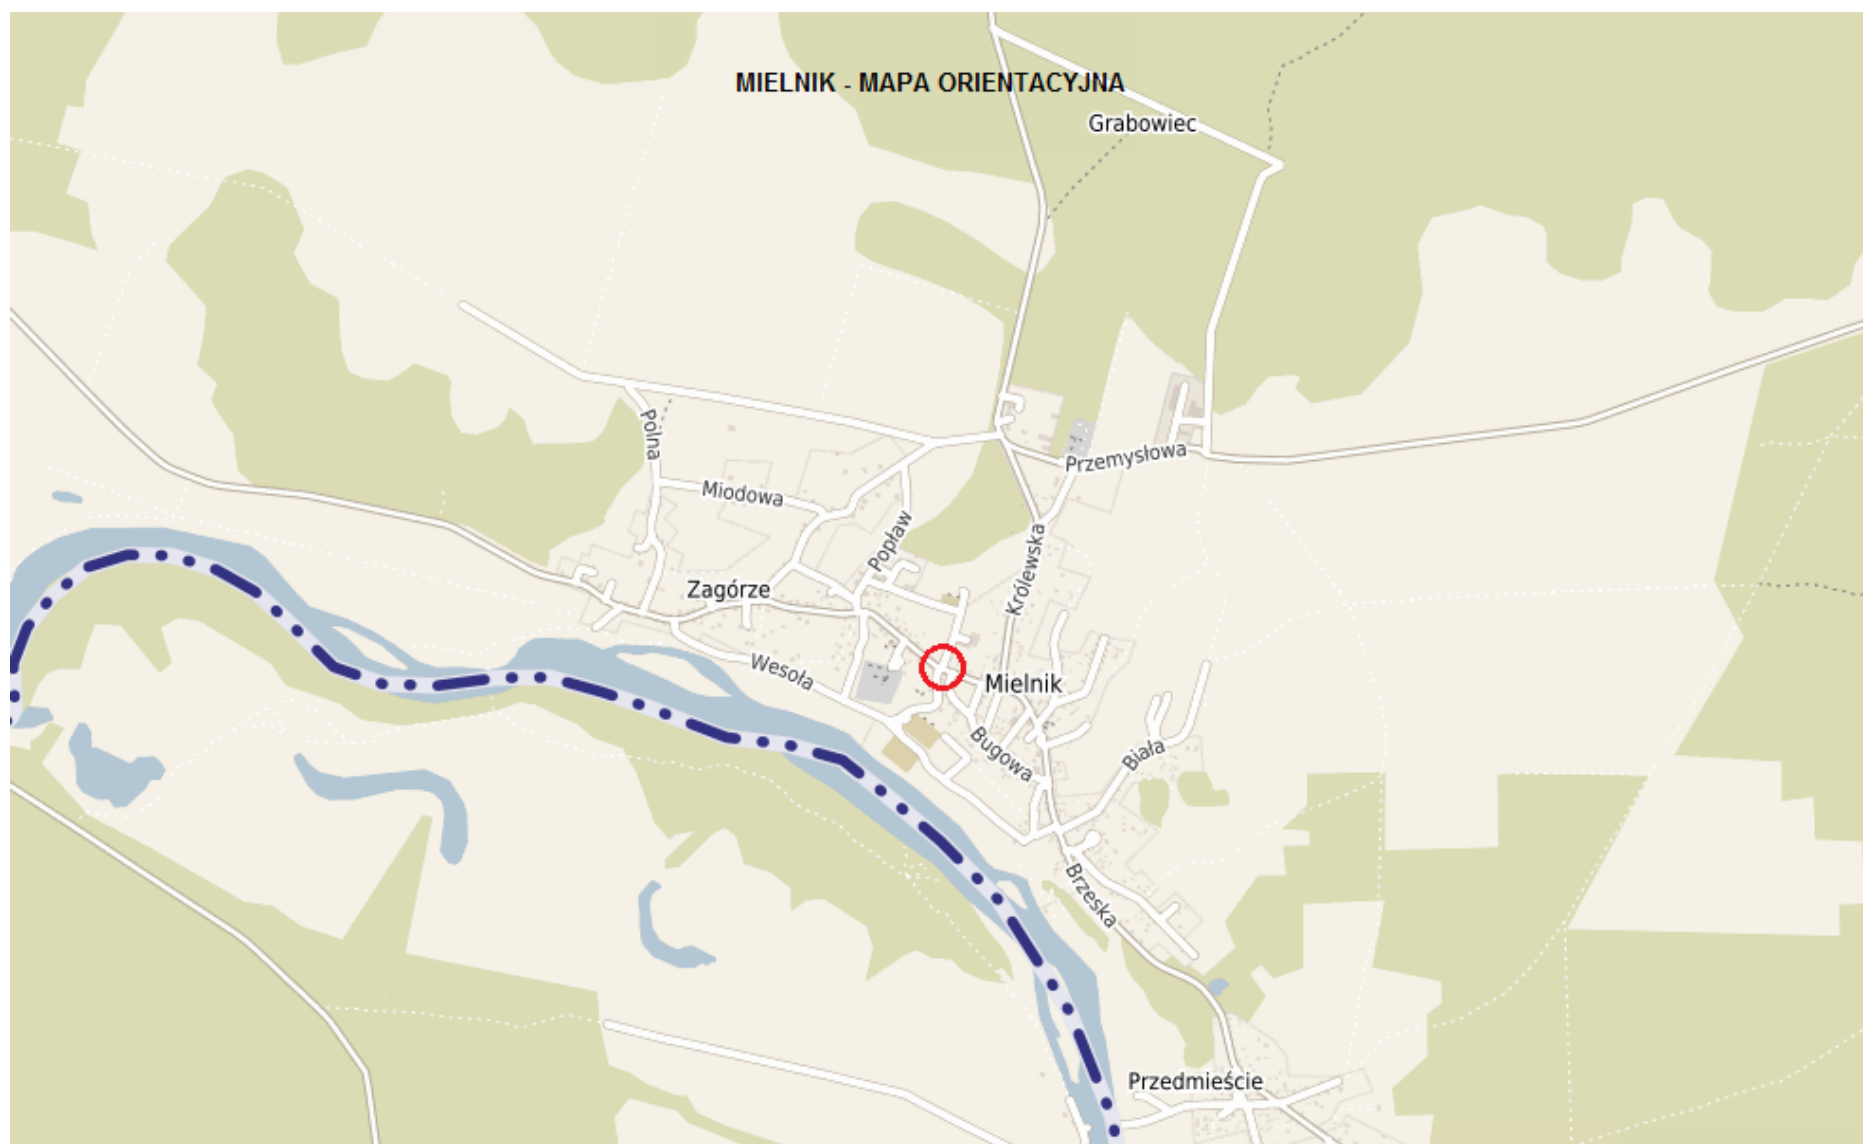 MIELNIK - MAPA ORIENTACYJNA
Grabowiec
Polna
Przemysłowa
Miodowa
Popław
Królewska
Zagórze
Wesoła
Mielnik
Bugowa
Biała
Brzeska
Przedmieście